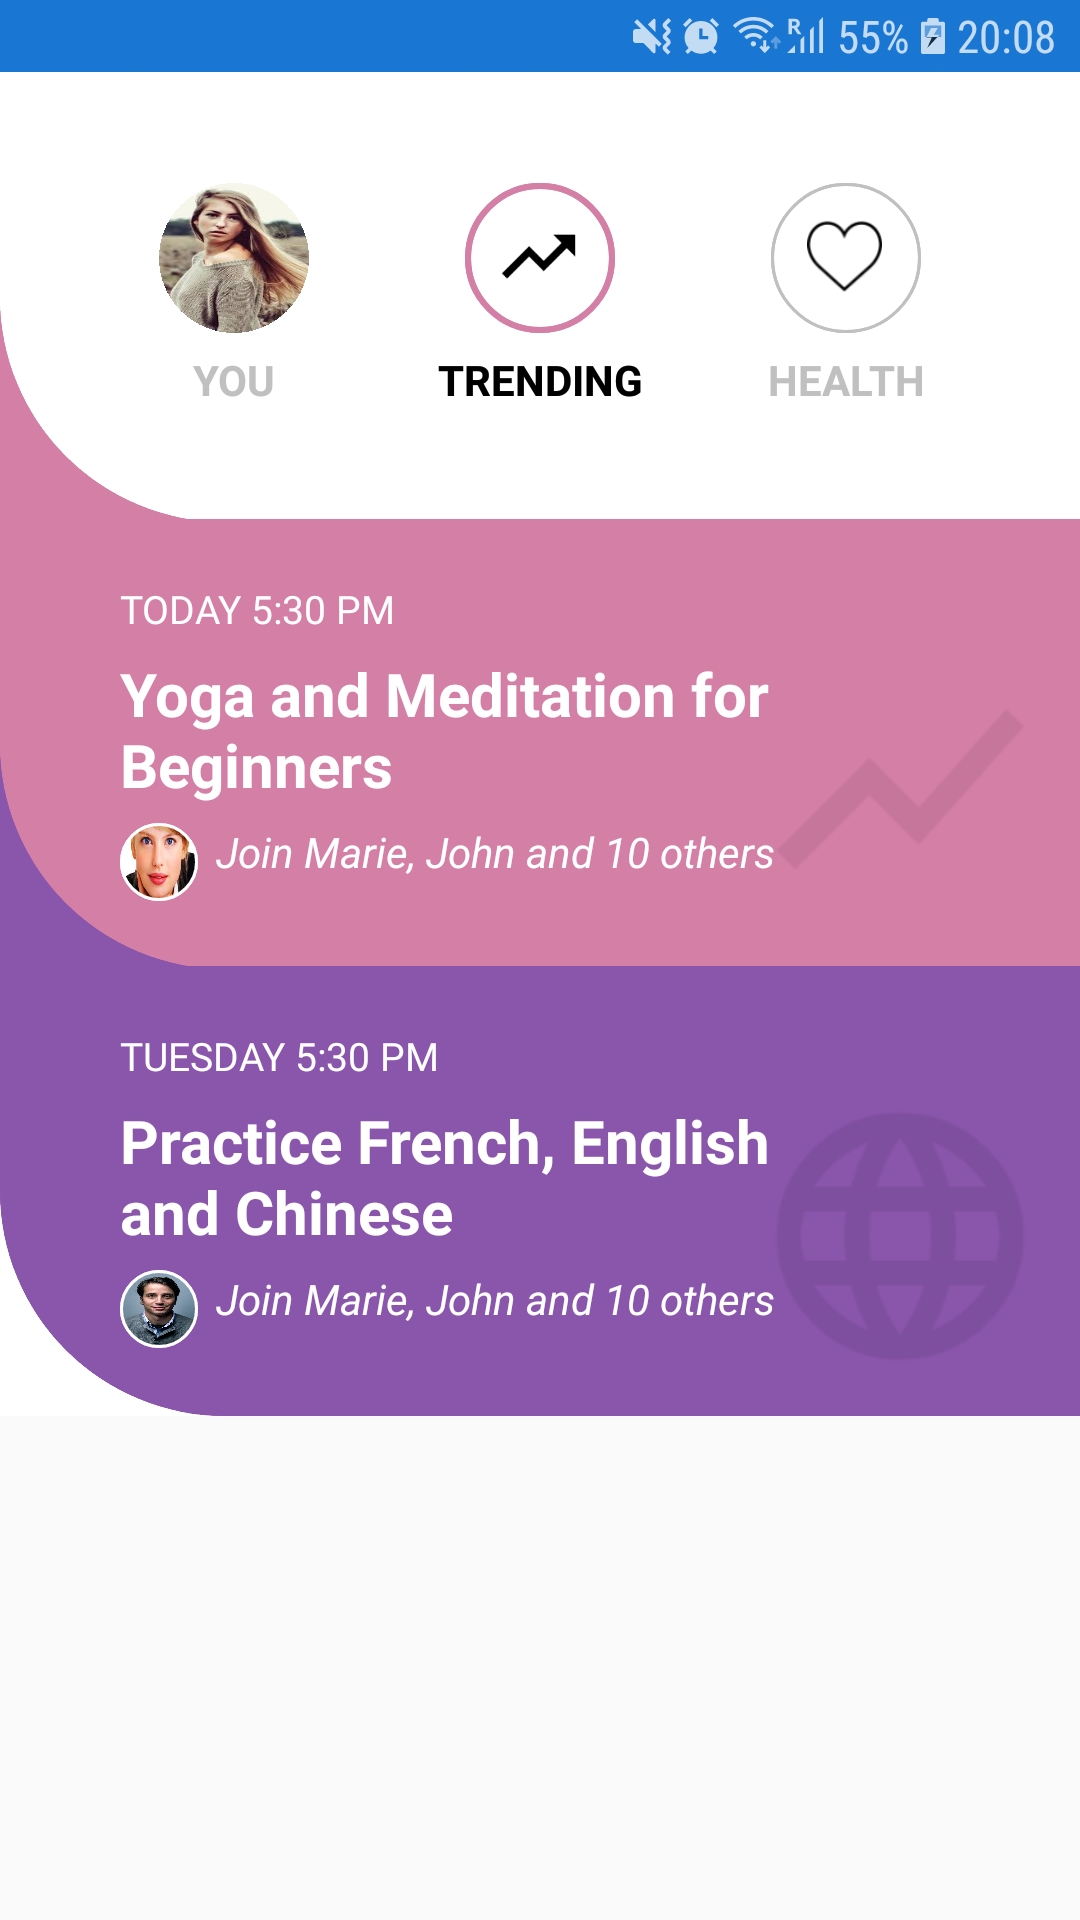 R 55% 20:08
YOU TRENDING HEALTH
TODAY 5:30 PM
Yoga and Meditation for
Beginners
Join Marie, John and 10 others
TUESDAY 5:30 PM
Practice French, English
and Chinese
Join Marie, John and 10 others